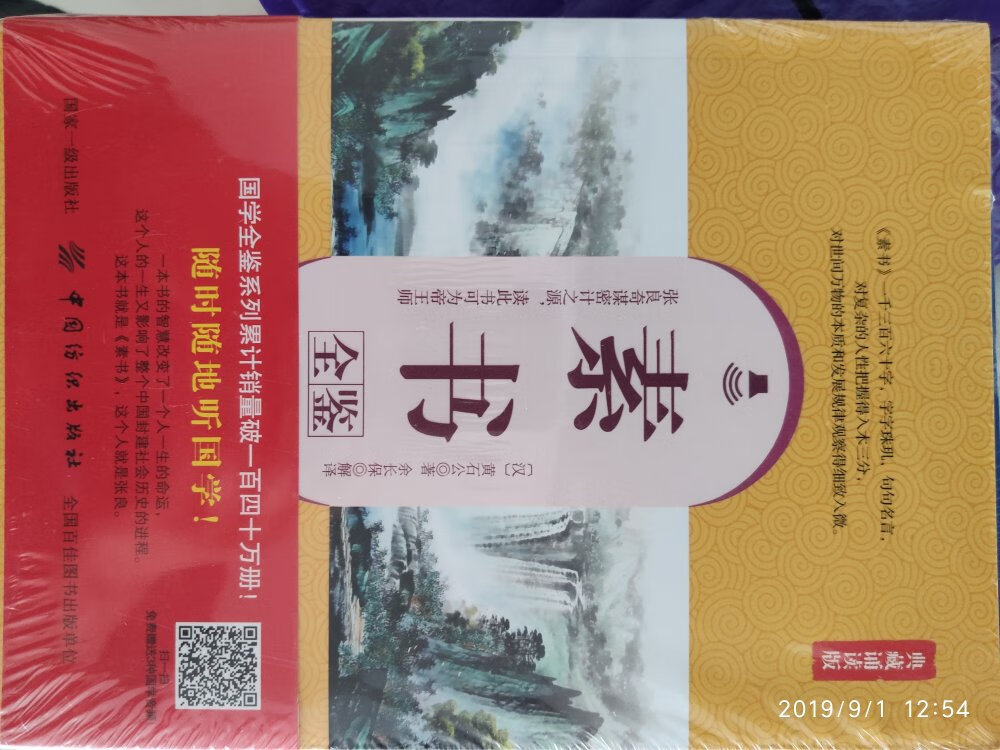 《素书》一千三百六十字，字字珠玑，句句名言，
对复杂的人性把握得入木三分，
对世间万物的本质和发展规律观察得细致入微。
典藏诵读版
素书
全鉴
张良奇谋密计之源，读此书可为帝王师
〔汉〕黄石公◎著 余长保◎解译
国学全鉴系列累计销量破一百四十万册！
随时随地听国学！
一本书的智慧改变了一个人一生的命运，
这个人的一生又影响了整个中国封建社会历史的进程。
这本书就是《素书》，这个人就是张良。
扫一扫
免费赠送
国家一级出版社 中国纺织出版社 全国百佳图书出版单位
2019/9/1 12:54